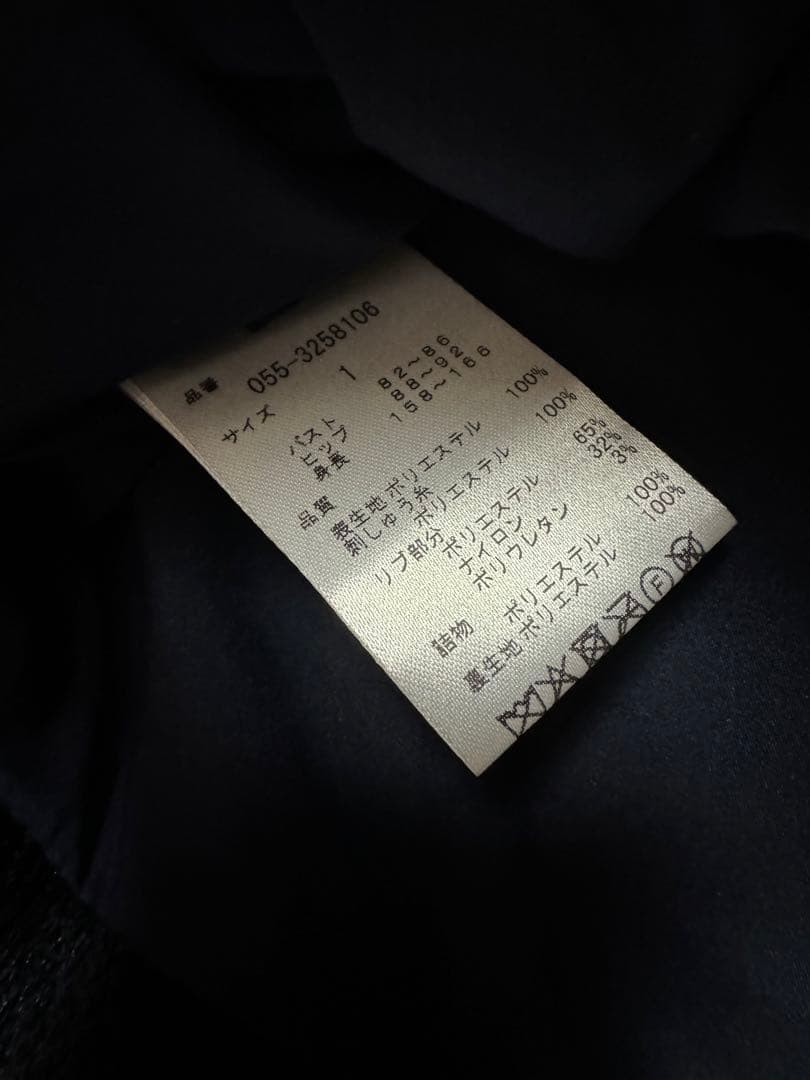 品番 055-3258106
サイズ 1
バスト 82～86
ヒップ 88～92
身長 158～166
品質 表生地 ポリエステル 100%
刺しゅう糸 ポリエステル 100%
リブ部分 ポリエステル 65%
ナイロン 32%
ポリウレタン 3%
詰物 ポリエステル 100%
裏生地 ポリエステル 100%
F